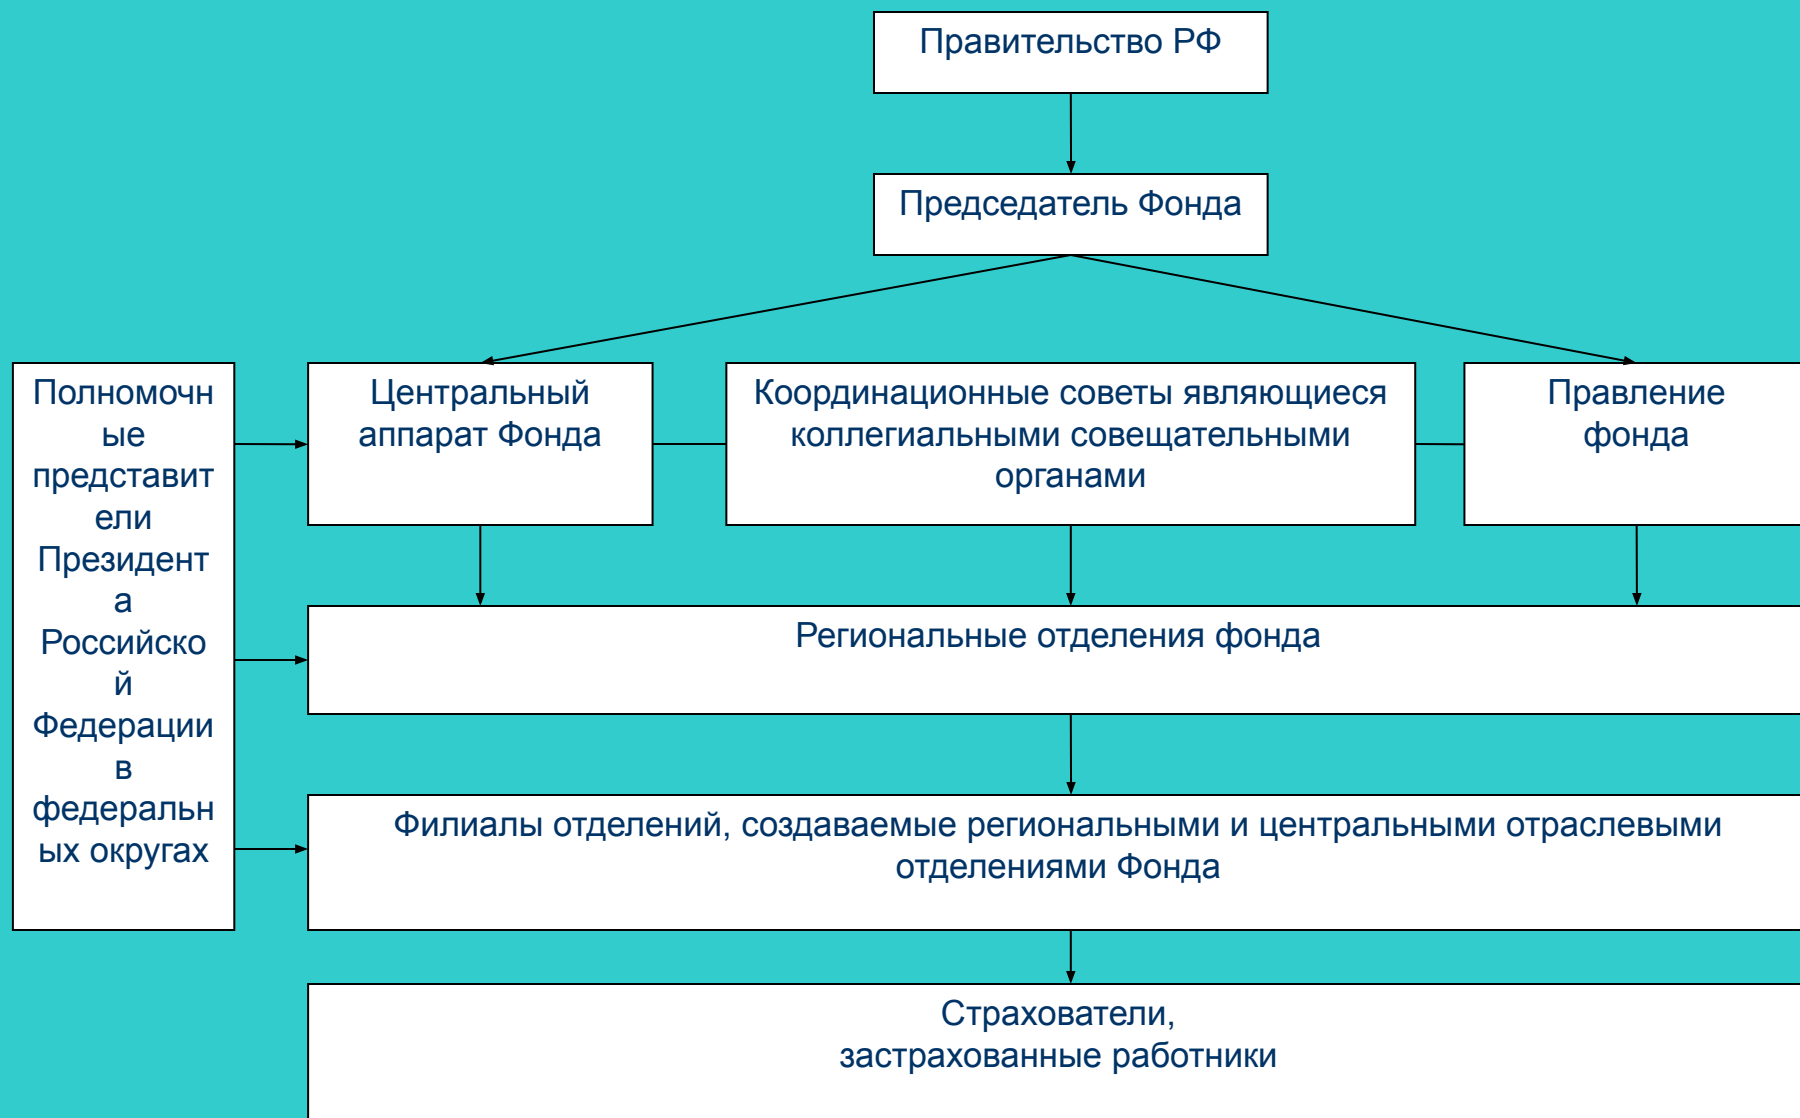 Правительство РФ
Председатель Фонда
Полномочн
ые
представит
ели
Президент
а
Российско
й
Федерации
в
федеральн
ых округах
Центральный
аппарат Фонда
Координационные советы являющиеся
коллегиальными совещательными
органами
Правление
фонда
Региональные отделения фонда
Филиалы отделений, создаваемые региональными и центральными отраслевыми
отделениями Фонда
Страхователи,
застрахованные работники